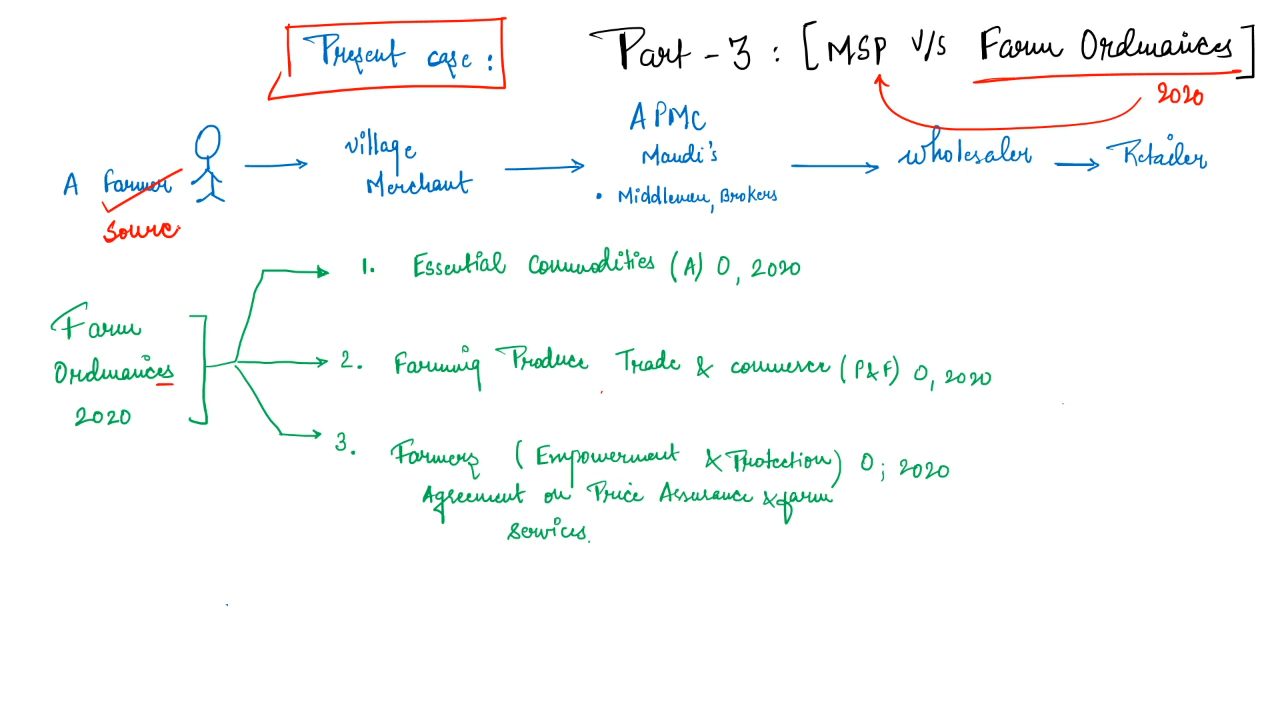 Present case :
Part - 3 : [MSP v/s Farm Ordinances]
2020
A Farmer
Source
village
Merchant
APMC
Mandi's
• Middlemen, Brokers
wholesaler
Retailer
Farm
Ordinances
2020
1. Essential Commodities (A) O, 2020
2. Farming Produce Trade & commerce (P&F) O, 2020
3. Farmers (Empowerment & Protection) O; 2020
Agreement on Price Assurance & farm
Services.